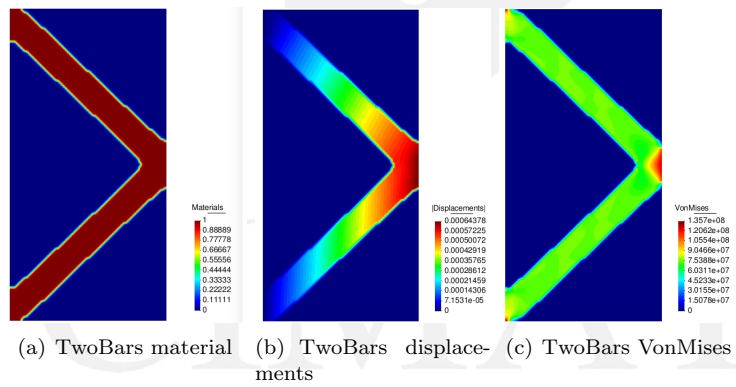 Materials
1
0.88889
0.77778
0.66667
0.55556
0.44444
0.33333
0.22222
0.11111
0
|Displacements|
0.00064378
0.00057225
0.00050072
0.00042919
0.00035765
0.00028612
0.00021459
0.00014306
7.1531e-05
0
VonMises
1.357e+08
1.2062e+08
1.0554e+08
9.0466e+07
7.5388e+07
6.0311e+07
4.5233e+07
3.0155e+07
1.5078e+07
0
(a) TwoBars material
(b) TwoBars displace-
ments
(c) TwoBars VonMises
CIMAT